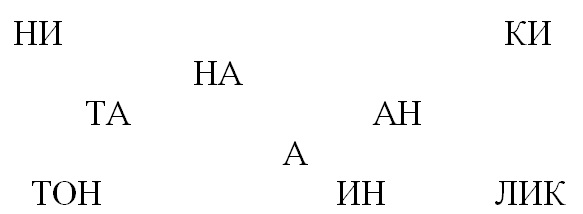 НИ КИ
НА
ТА АН
А
ТОН ИН ЛИК